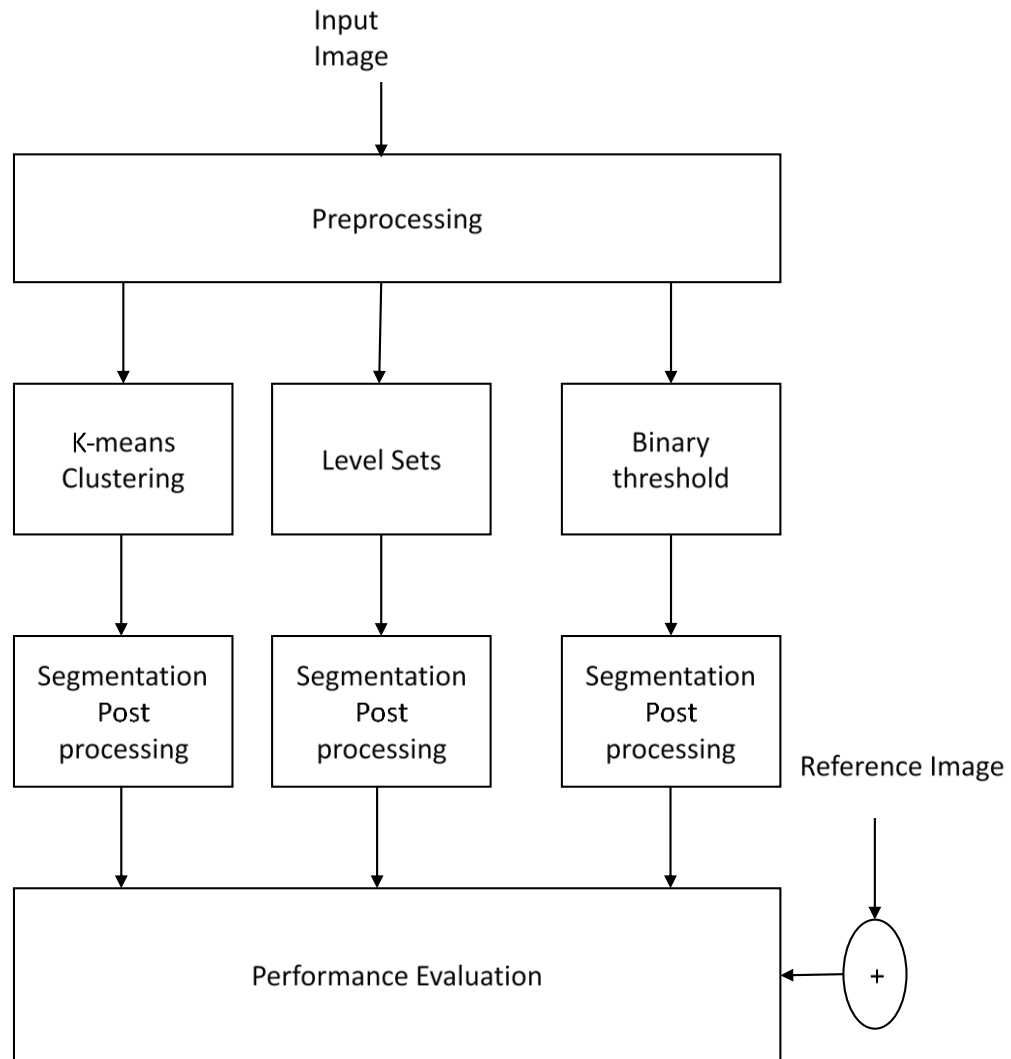 Input
Image
Preprocessing
K-means
Clustering
Level Sets
Binary
threshold
Segmentation
Post
processing
Segmentation
Post
processing
Segmentation
Post
processing
Reference Image
Performance Evaluation
+